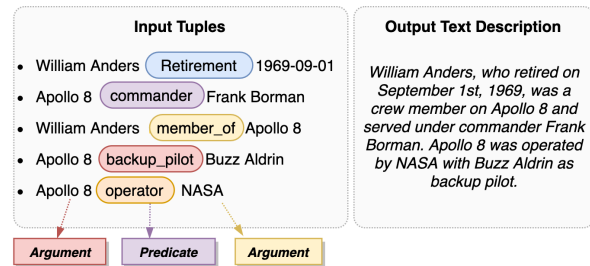 Input Tuples
• William Anders Retirement 1969-09-01
• Apollo 8 commander Frank Borman
• William Anders member_of Apollo 8
• Apollo 8 backup_pilot Buzz Aldrin
• Apollo 8 operator NASA
Argument Predicate Argument
Output Text Description
William Anders, who retired on
September 1st, 1969, was a
crew member on Apollo 8 and
served under commander Frank
Borman. Apollo 8 was operated
by NASA with Buzz Aldrin as
backup pilot.